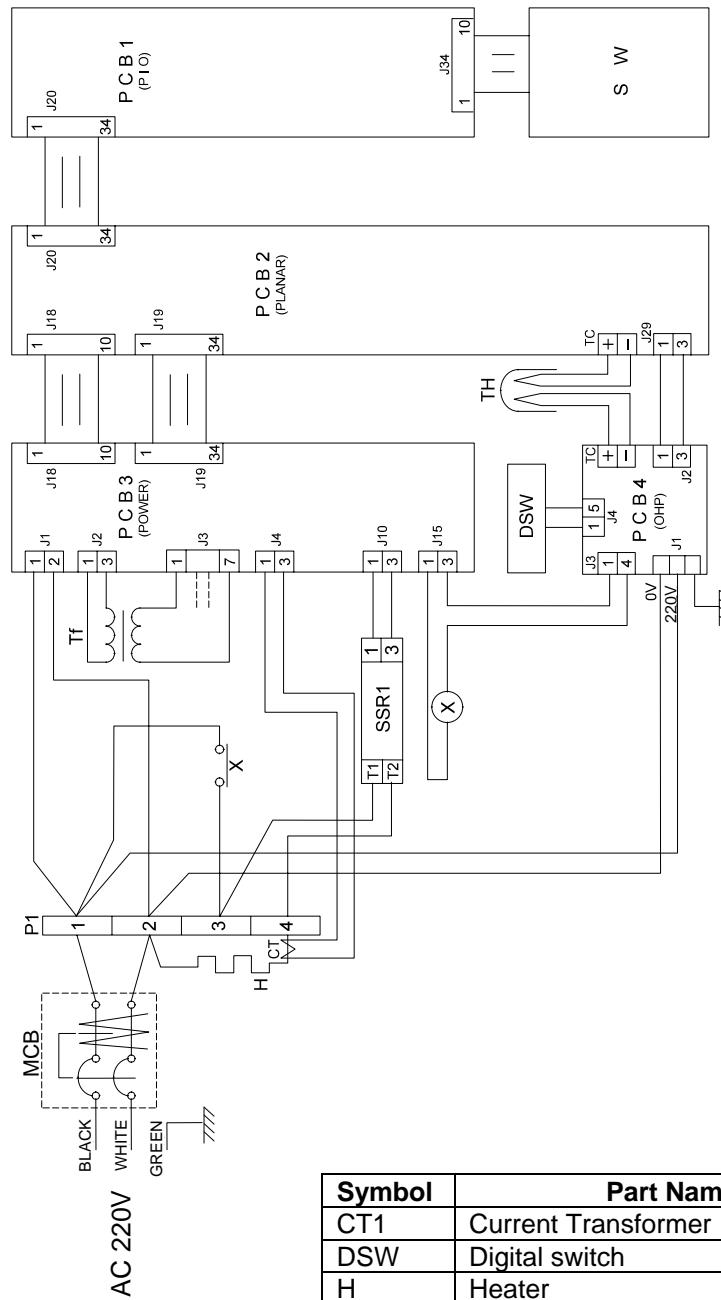 AC 220V
BLACK
WHITE
GREEN
MCB
P1
1
2
3
4
H
CT
X
Tf
J1
1
2
J2
1
3
J3
1
7
J4
1
3
J10
1
3
J15
1
3
SSR1
T1
T2
1
3
X
PCB3
(POWER)
J18
1
10
J19
1
34
DSW
PCB4
(OHP)
J3
1
4
J4
1
5
TC
+
−
J2
1
3
J1
0V
220V
TH
PCB2
(PLANAR)
J18
1
10
J19
1
34
J20
1
34
TC
+
−
J29
1
3
PCB1
(PIO)
J20
1
34
J34
1
10
SW
Symbol Part Nam
CT1 Current Transformer
DSW Digital switch
H Heater